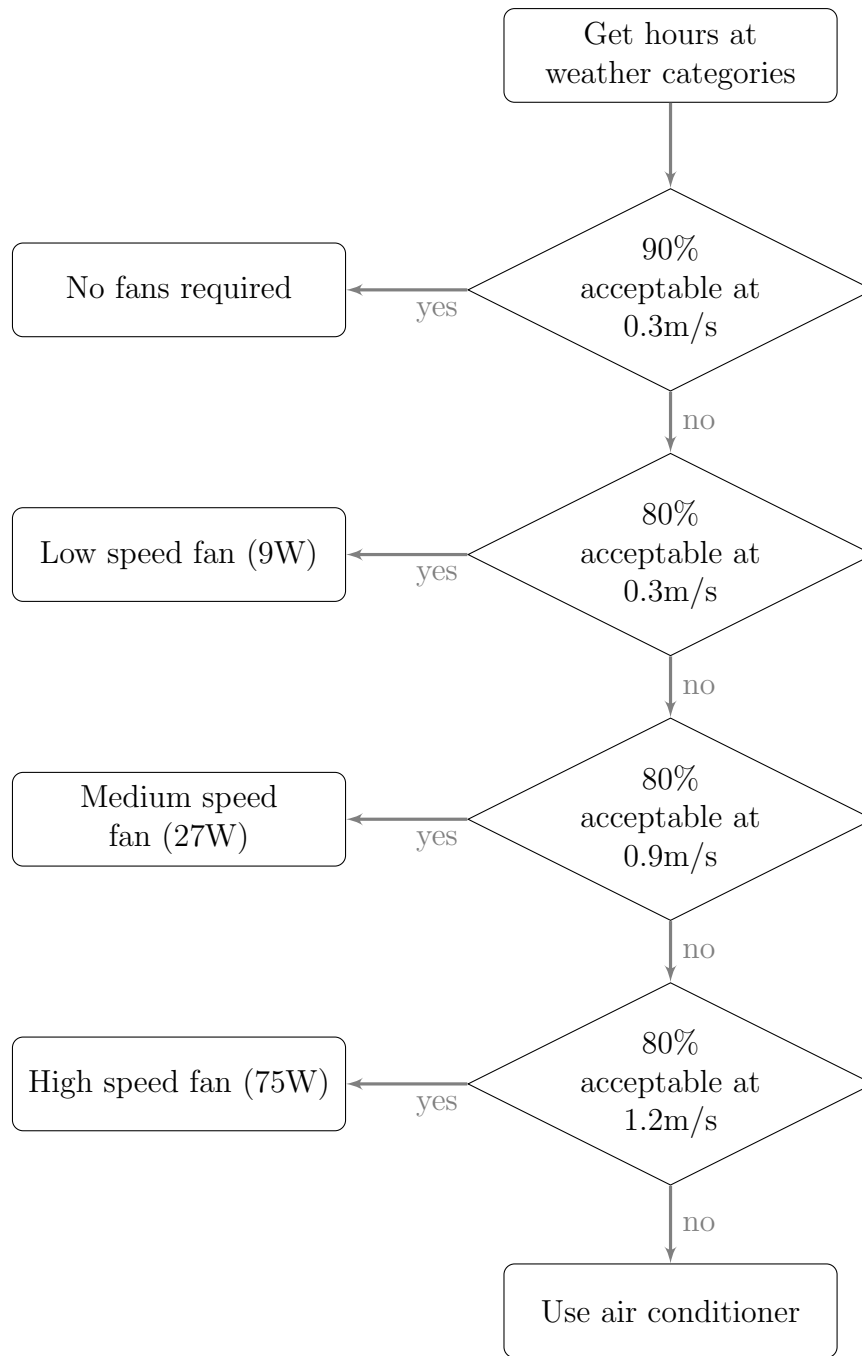 Get hours at
weather categories
90%
acceptable at
0.3m/s
No fans required
yes
no
80%
acceptable at
0.3m/s
Low speed fan (9W)
yes
no
80%
acceptable at
0.9m/s
Medium speed
fan (27W)
yes
no
80%
acceptable at
1.2m/s
High speed fan (75W)
yes
no
Use air conditioner